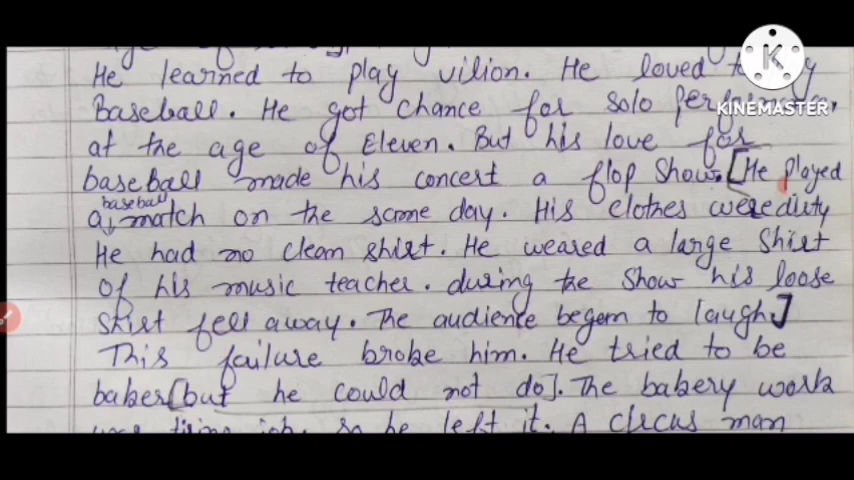 He learned to play vilion. He loved
KINEMASTER
Baseball. He got chance for solo
at the age of Eleven. But his love for
baseball made his concert a flop show. [He played
baseball
a match on the same day. His clothes were dirty
He had no clean shirt. He weared a large Shirt
of his music teacher. during the Show his loose
Shirt fell away. The audience began to laugh.]
This failure broke him. He tried to be
baker [but he could not do]. The bakery work
job. so he left it. A circus man